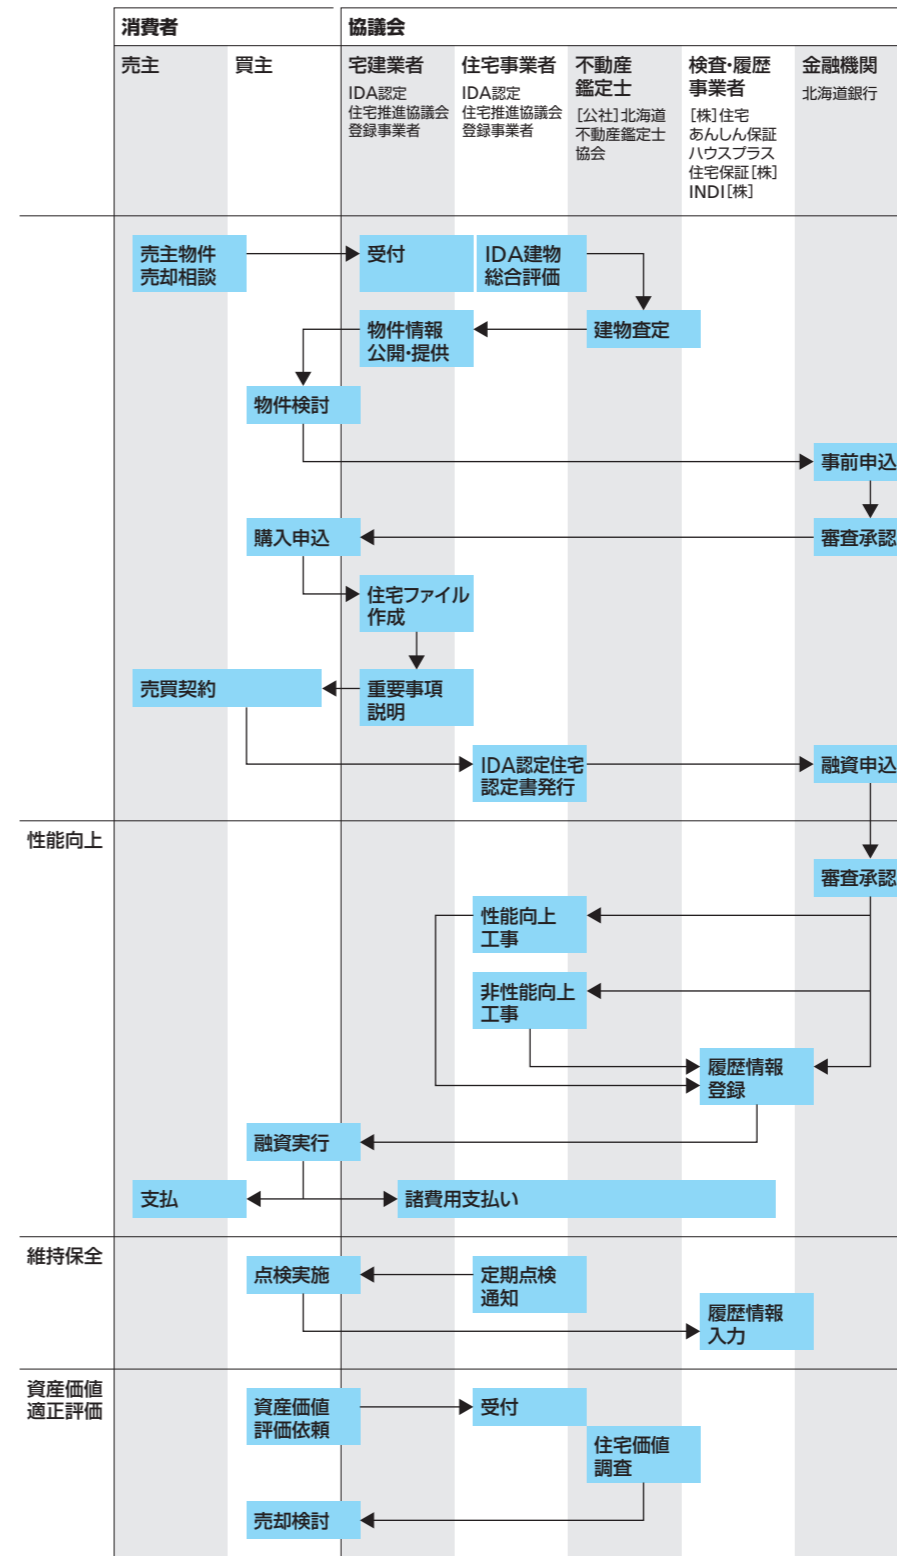 消費者
協議会
売主
買主
宅建業者
IDA認定
住宅推進協議会
登録事業者
住宅事業者
IDA認定
住宅推進協議会
登録事業者
不動産
鑑定士
[公社]北海道
不動産鑑定士
協会
検査・履歴
事業者
[株]住宅
あんしん保証
ハウスプラス
住宅保証[株]
INDI[株]
金融機関
北海道銀行
売主物件
売却相談
受付
IDA建物
総合評価
物件情報
公開・提供
建物査定
物件検討
事前申込
購入申込
審査承認
住宅ファイル
作成
売買契約
重要事項
説明
IDA認定住宅
認定書発行
融資申込
性能向上
審査承認
性能向上
工事
非性能向上
工事
履歴情報
登録
融資実行
支払
諸費用支払い
維持保全
点検実施
定期点検
通知
履歴情報
入力
資産価値
適正評価
資産価値
評価依頼
受付
住宅価値
調査
売却検討